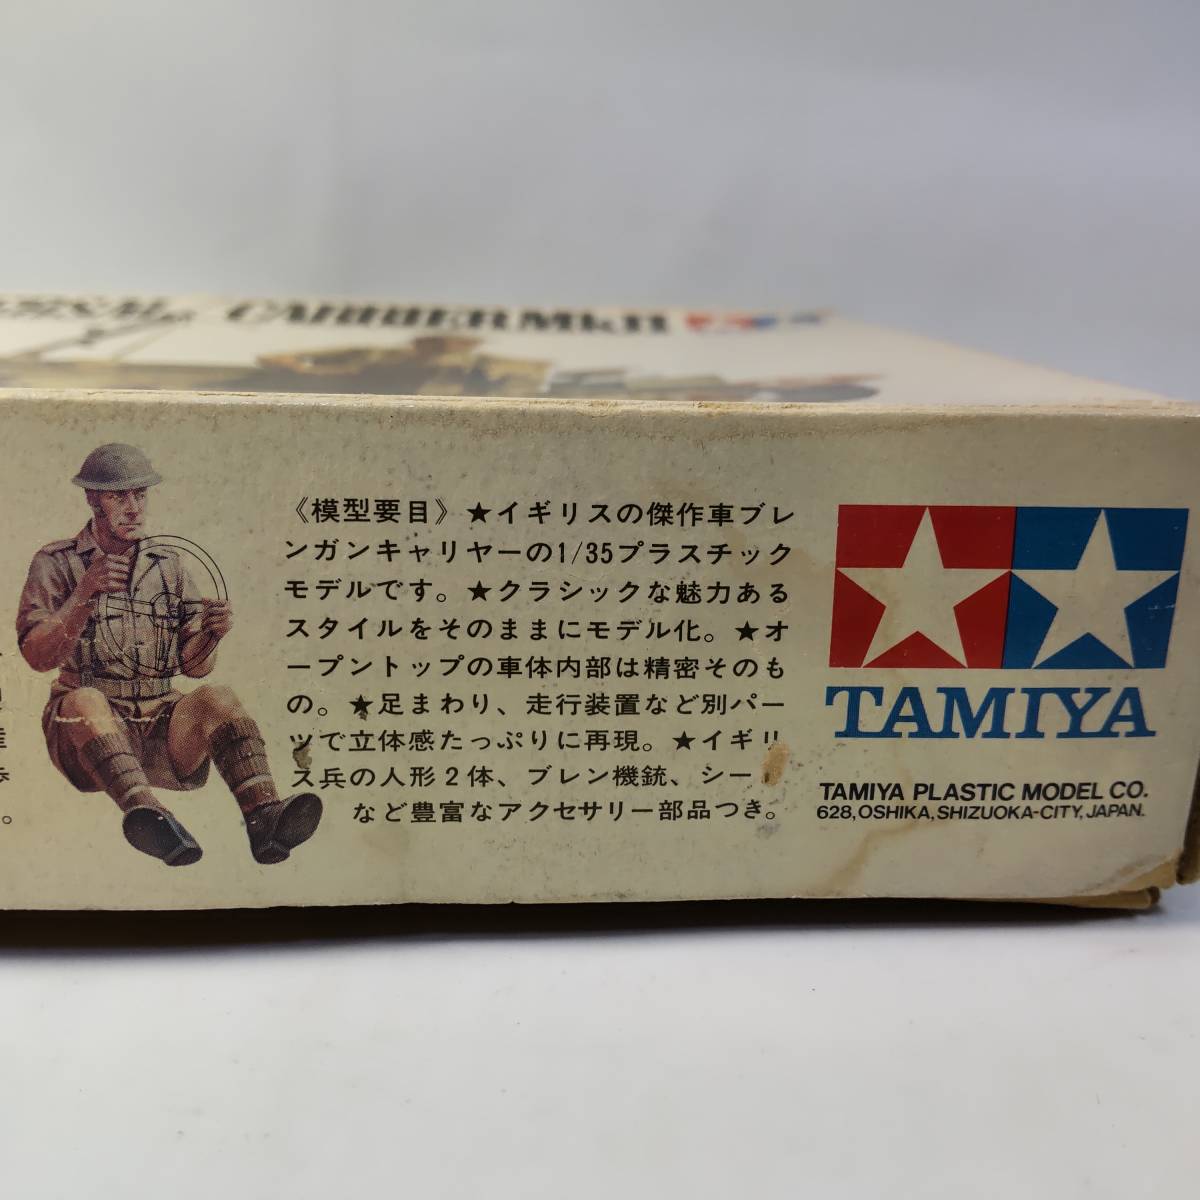 CARRIER Mk.II
《模型要目》★イギリスの傑作車ブレ
ンガンキャリヤーの1/35プラスチック
モデルです。★クラシックな魅力ある
スタイルをそのままにモデル化。★オ
ープントップの車体内部は精密そのも
の。★足まわり、走行装置など別パー
ツで立体感たっぷりに再現。★イギリ
ス兵の人形2体、ブレン機銃、シー
など豊富なアクセサリー部品つき。
TAMIYA
TAMIYA PLASTIC MODEL CO.
628, OSHIKA, SHIZUOKA-CITY, JAPAN.